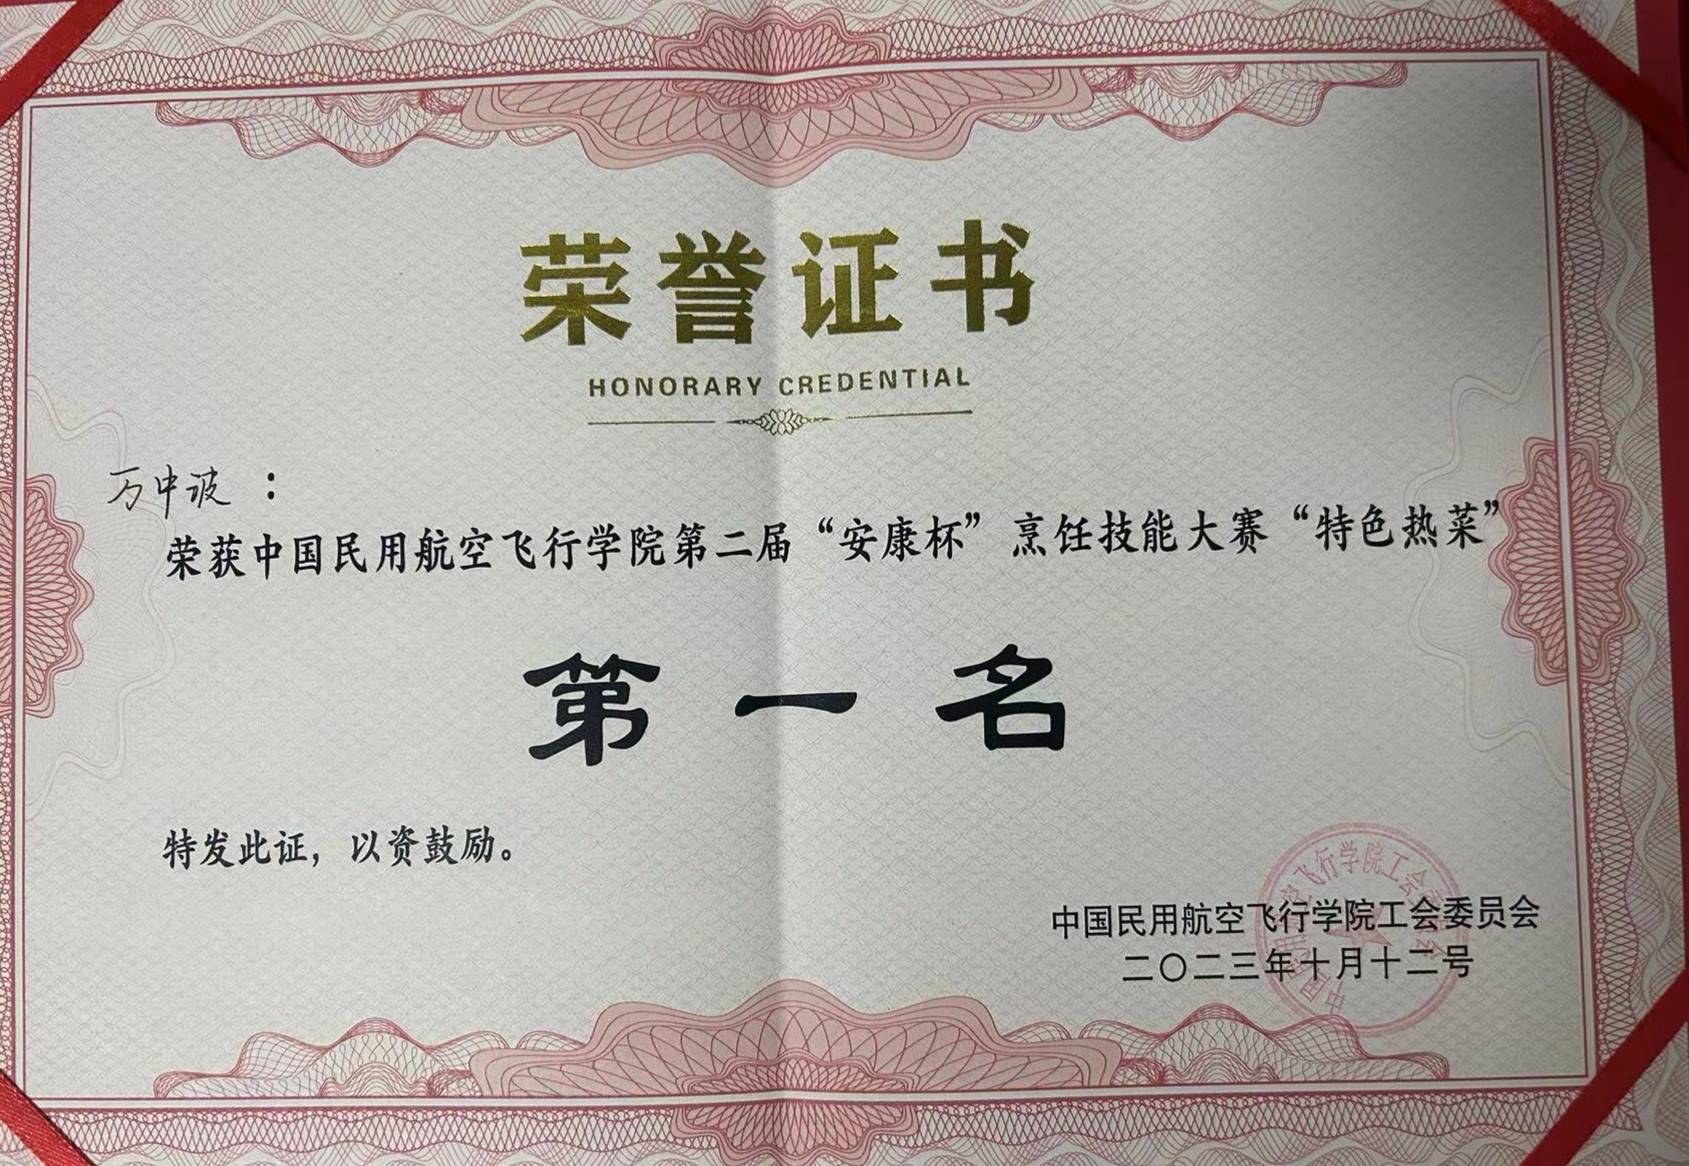 荣誉证书
HONORARY CREDENTIAL
万中波：
荣获中国民用航空飞行学院第二届“安康�”烹饪技能大赛“特色热菜”
第一名
特发此证，以资鼓励。
中国民用航空飞行学院工会委员会
二〇二三年十月十二号